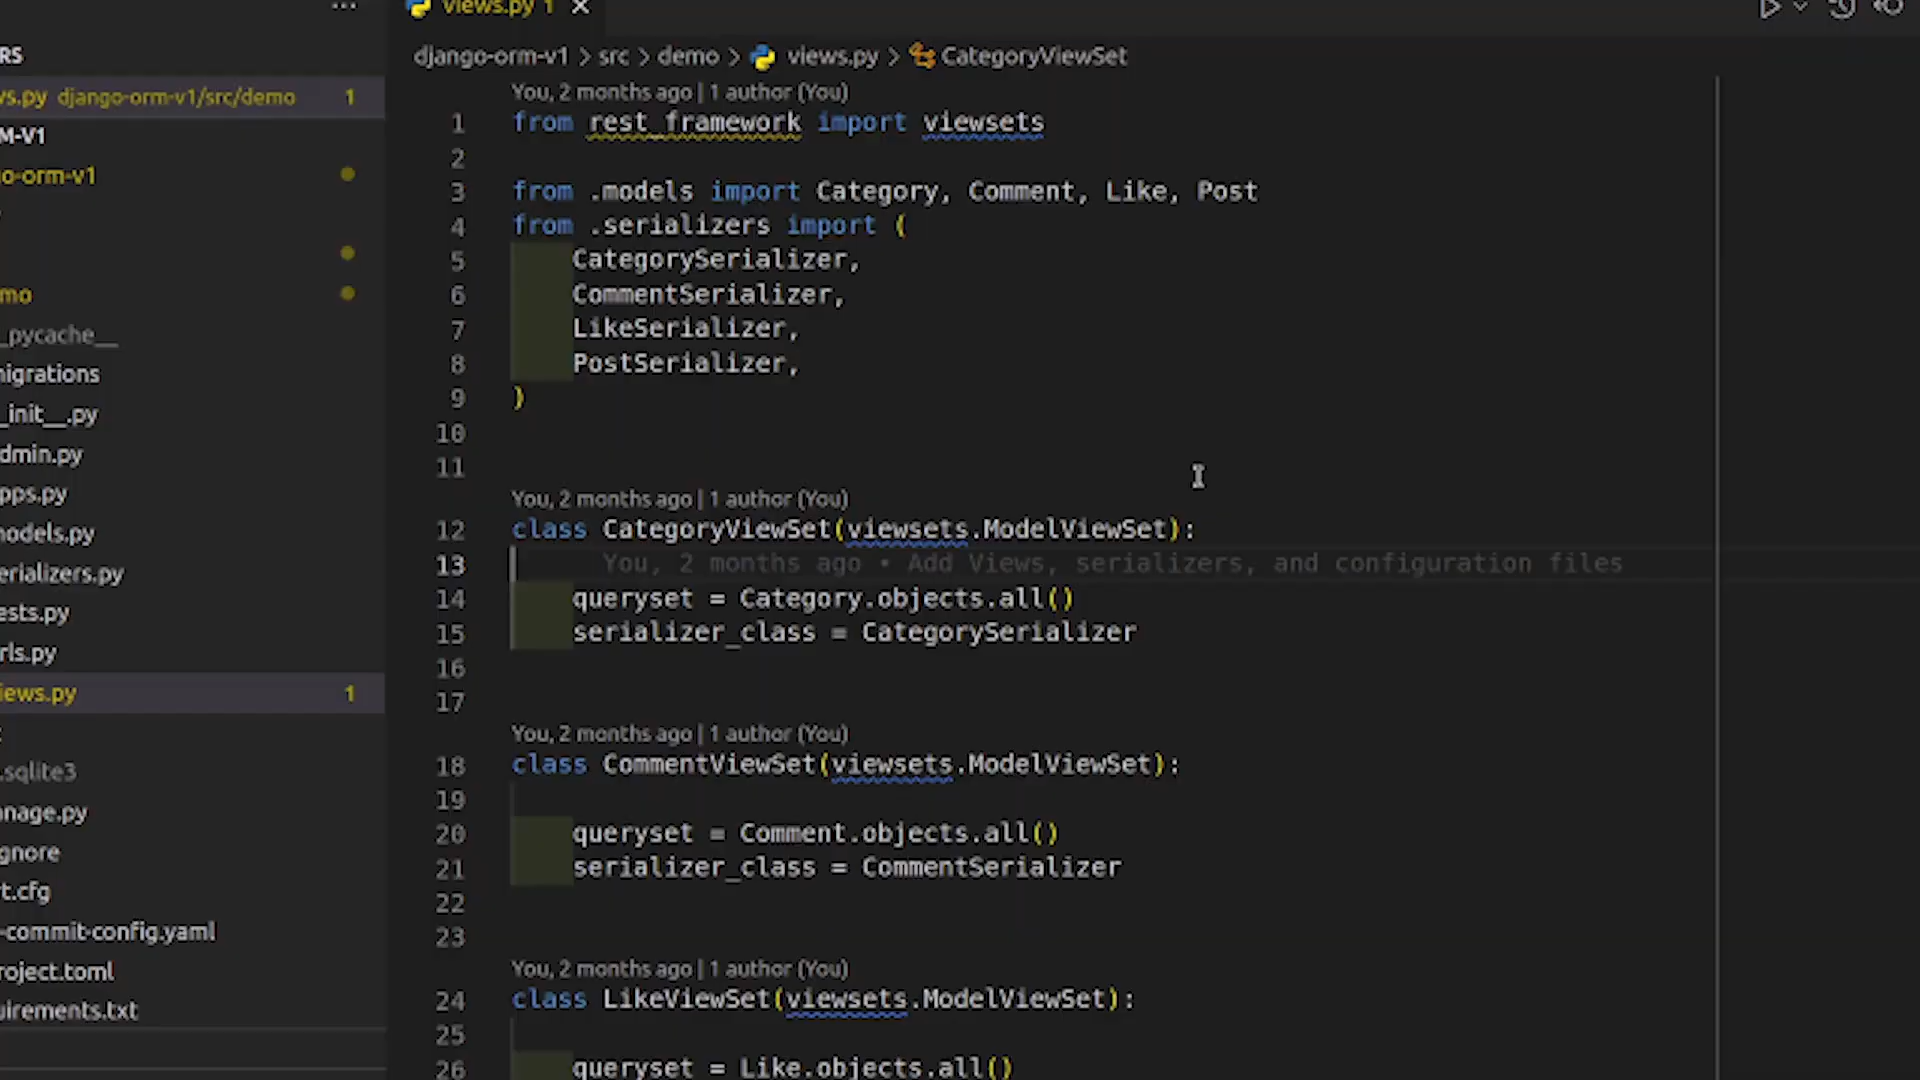 views.py 1
RS
django-orm-v1 > src > demo > views.py > CategoryViewSet
vs.py django-orm-v1/src/demo 1
M-V1
o-orm-v1
mo
_pycache__
nigrations
_init__.py
dmin.py
pps.py
nodels.py
erializers.py
ests.py
rls.py
iews.py 1
.sqlite3
anage.py
gnore
t.cfg
-commit-config.yaml
roject.toml
uirements.txt
You, 2 months ago | 1 author (You)
1 from rest_framework import viewsets
2
3 from .models import Category, Comment, Like, Post
4 from .serializers import (
5 CategorySerializer,
6 CommentSerializer,
7 LikeSerializer,
8 PostSerializer,
9 )
10
11
You, 2 months ago | 1 author (You)
12 class CategoryViewSet(viewsets.ModelViewSet):
13 You, 2 months ago • Add Views, serializers, and configuration files
14 queryset = Category.objects.all()
15 serializer_class = CategorySerializer
16
17
You, 2 months ago | 1 author (You)
18 class CommentViewSet(viewsets.ModelViewSet):
19
20 queryset = Comment.objects.all()
21 serializer_class = CommentSerializer
22
23
You, 2 months ago | 1 author (You)
24 class LikeViewSet(viewsets.ModelViewSet):
25
26 queryset = Like.objects.all()